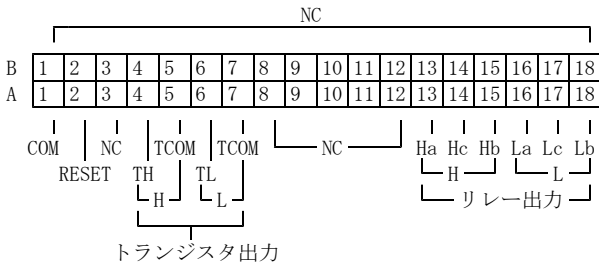 NC
B 1 2 3 4 5 6 7 8 9 10 11 12 13 14 15 16 17 18
A 1 2 3 4 5 6 7 8 9 10 11 12 13 14 15 16 17 18
COM NC TCOM TCOM NC Ha Hc Hb La Lc Lb
RESET TH TL H L
H L リレー出力
トランジスタ出力